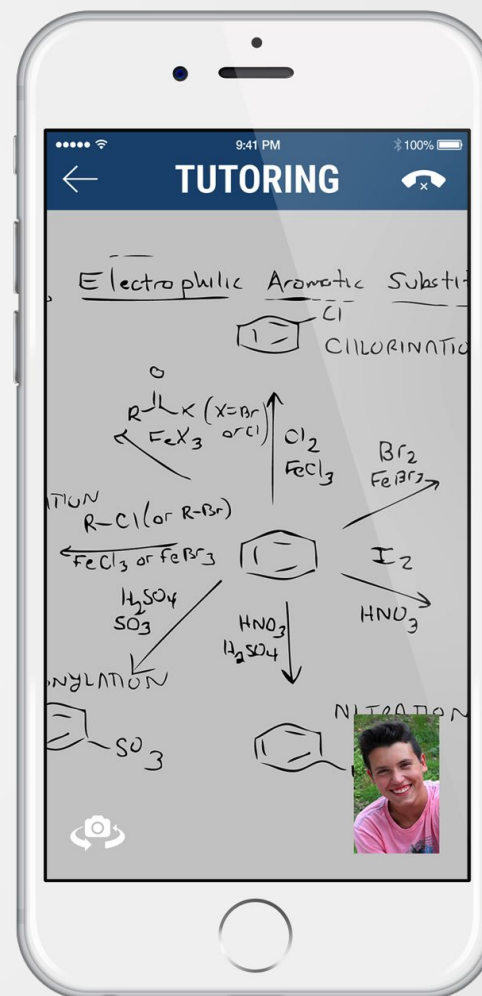 9:41 PM 100%
TUTORING
Electrophilic Aromatic Substit
Cl
CHLORINATIO
O
R X (X=Br
FeX3 or Cl)
Cl2
FeCl3
Br2
FeBr3
TION
R-Cl (or R-Br)
FeCl3 or FeBr3
I2
HNO3
H2SO4
SO3
HNO3
H2SO4
NYLATION
NITRATION
SO3